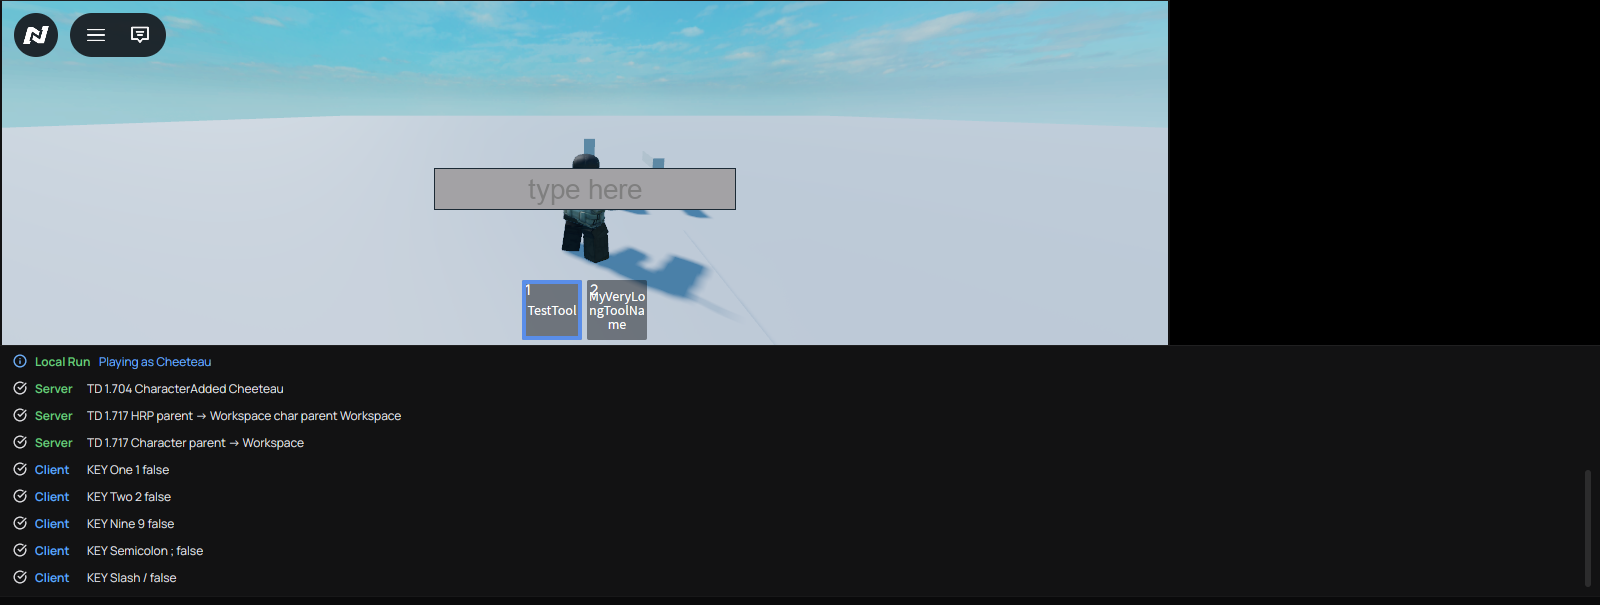 type here
1
TestTool
2
MyVeryLo
ngToolNa
me
Local Run Playing as Cheeteau
Server TD 1.704 CharacterAdded Cheeteau
Server TD 1.717 HRP parent -> Workspace char parent Workspace
Server TD 1.717 Character parent -> Workspace
Client KEY One 1 false
Client KEY Two 2 false
Client KEY Nine 9 false
Client KEY Semicolon ; false
Client KEY Slash / false